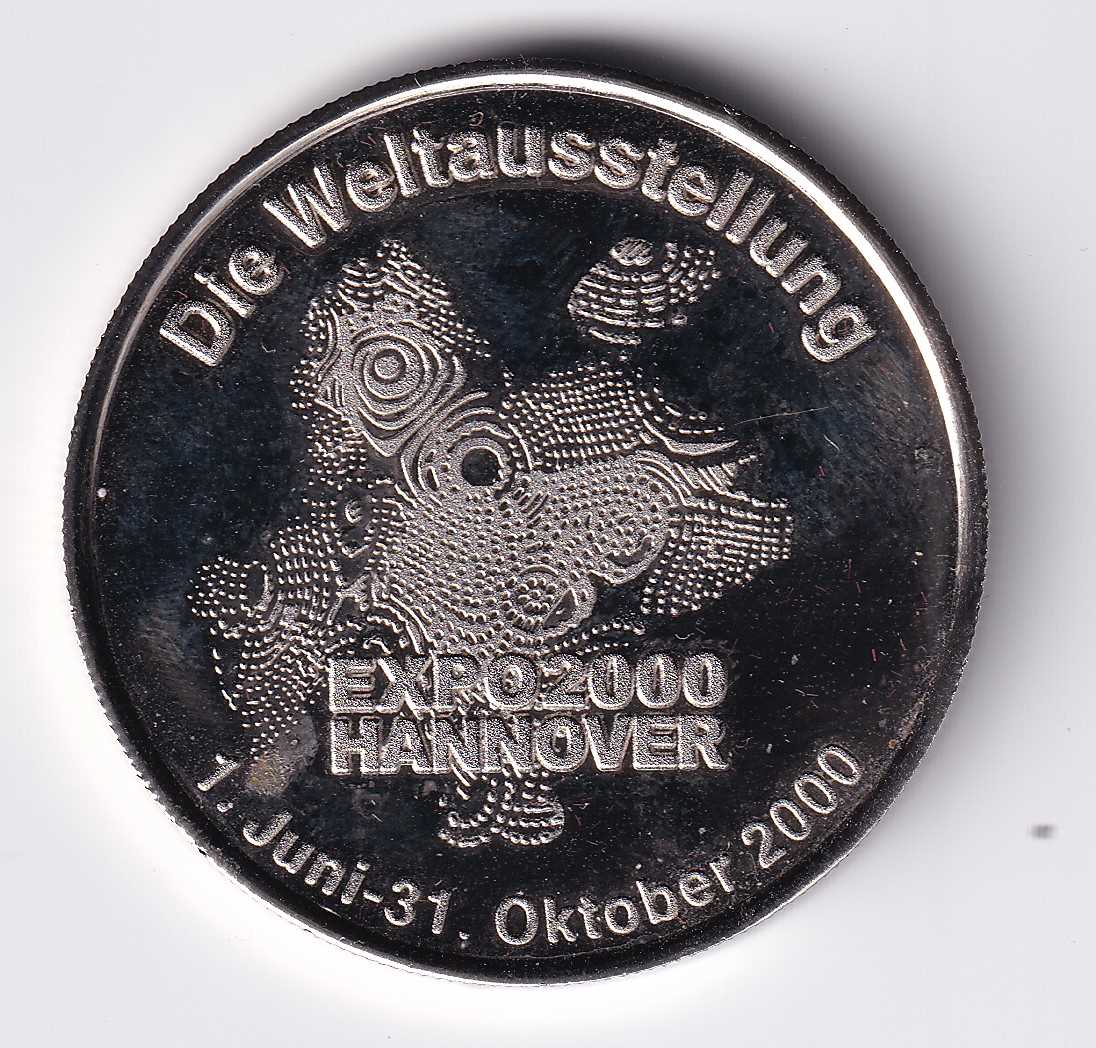 Die Weltausstellung
EXPO2000
HANNOVER
1. Juni-31. Oktober 2000